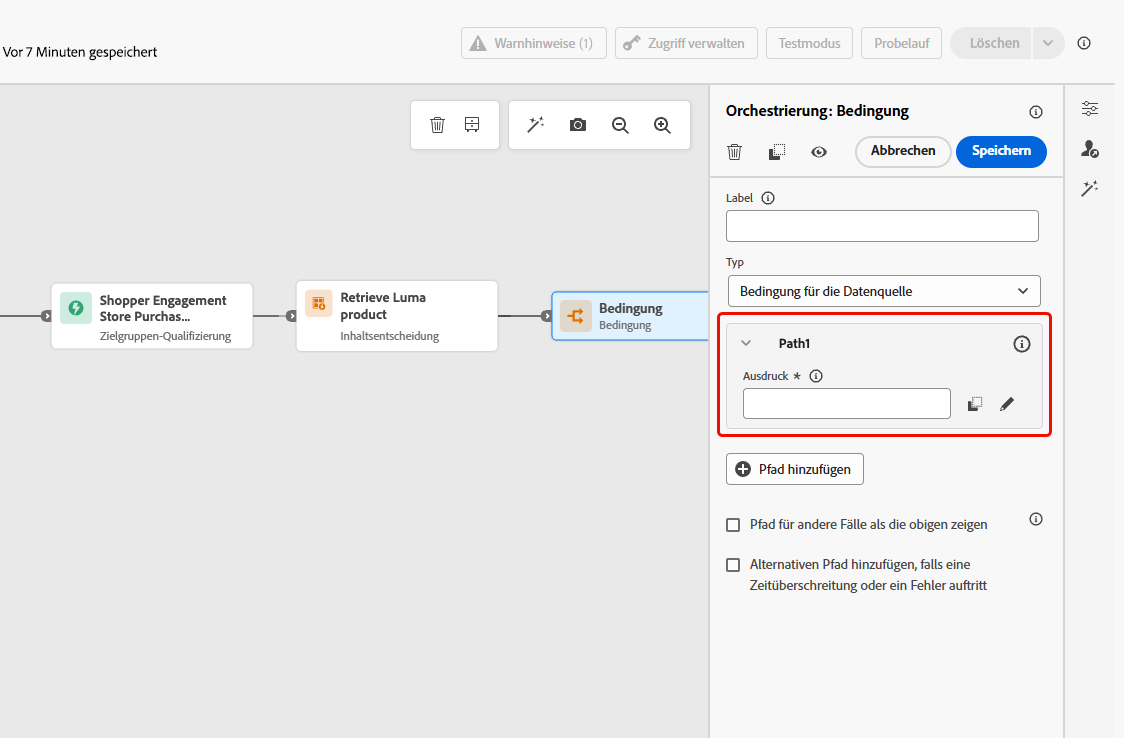 Vor 7 Minuten gespeichert
Warnhinweise (1)
Zugriff verwalten
Testmodus
Probelauf
Löschen
Orchestrierung: Bedingung
Abbrechen
Speichern
Label
Typ
Bedingung für die Datenquelle
Shopper Engagement
Store Purchas...
Zielgruppen-Qualifizierung
Retrieve Luma
product
Inhaltsentscheidung
Bedingung
Bedingung
Path1
Ausdruck *
Pfad hinzufügen
Pfad für andere Fälle als die obigen zeigen
Alternativen Pfad hinzufügen, falls eine
Zeitüberschreitung oder ein Fehler auftritt